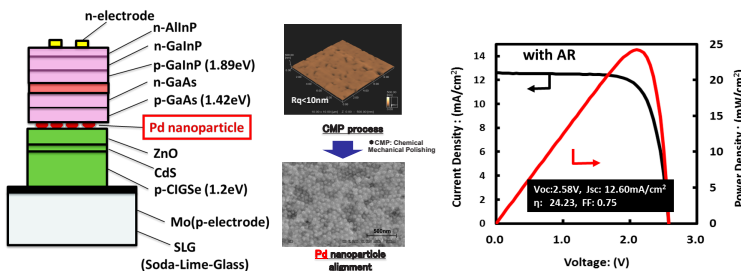 n-electrode
n-AlInP
n-GaInP
p-GaInP (1.89eV)
n-GaAs
p-GaAs (1.42eV)
Pd nanoparticle
ZnO
CdS
p-CIGSe (1.2eV)
Mo(p-electrode)
SLG
(Soda-Lime-Glass)
Rq<10nm
CMP process
●CMP: Chemical
Mechanical Polishing
500nm
Pd nanoparticle
alignment
with AR
Current Density : (mA/cm²)
14
12
10
8
6
4
2
0
25
20
15
10
5
0
Power Density : (mW/cm²)
Voc:2.58V, Jsc: 12.60mA/cm²
η: 24.23, FF: 0.75
0.0
1.0
2.0
3.0
Voltage: (V)